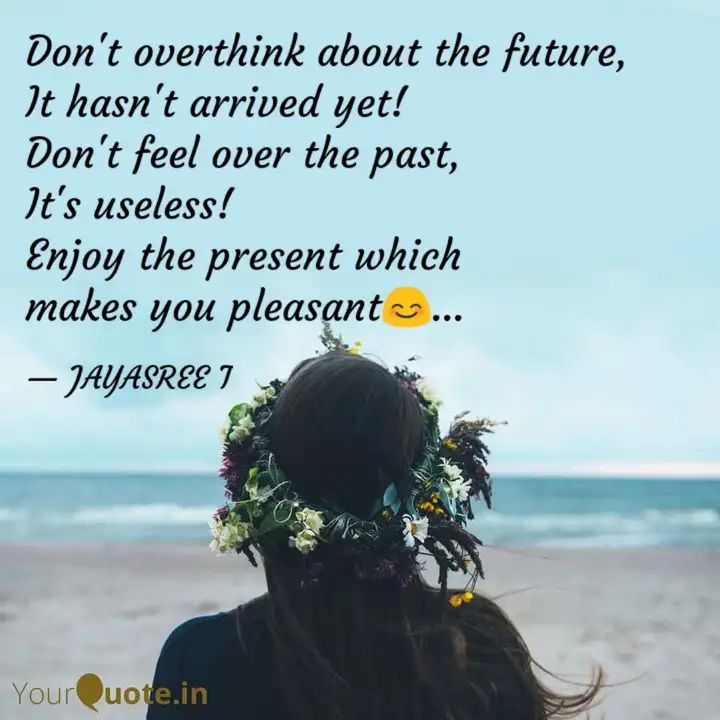 Don't overthink about the future,
It hasn't arrived yet!
Don't feel over the past,
It's useless!
Enjoy the present which
makes you pleasant😊...
— JAYASREE T
YourQuote.in